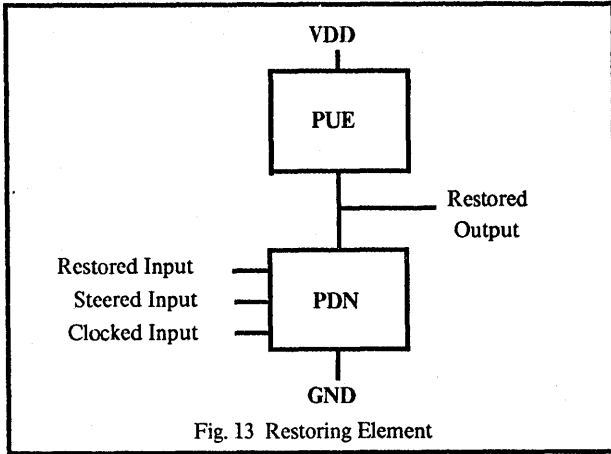 VDD
PUE
Restored
Output
Restored Input
Steered Input
Clocked Input
PDN
GND
Fig. 13 Restoring Element